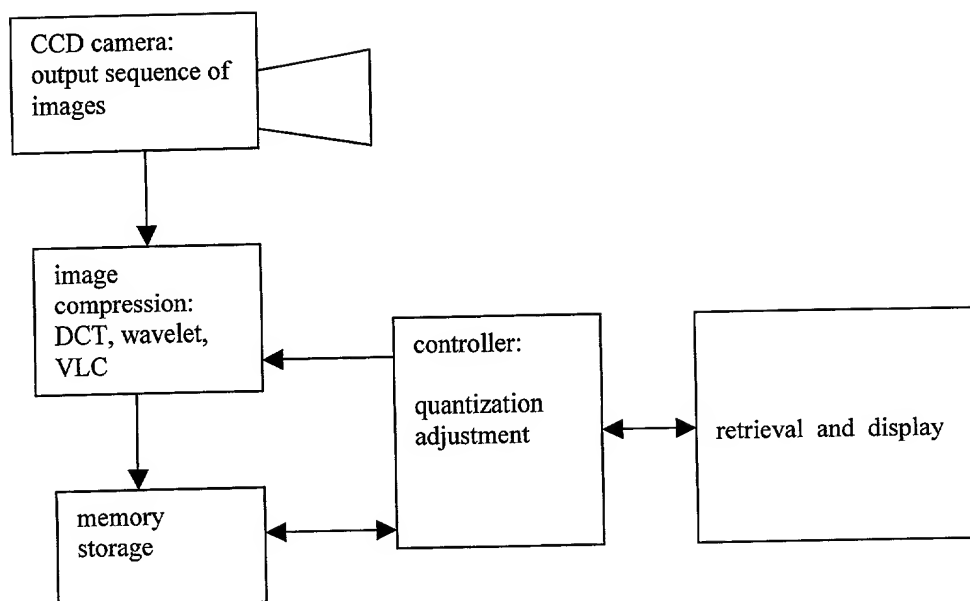 CCD camera:
output sequence of
images
image
compression:
DCT, wavelet,
VLC
controller:
quantization
adjustment
retrieval and display
memory
storage